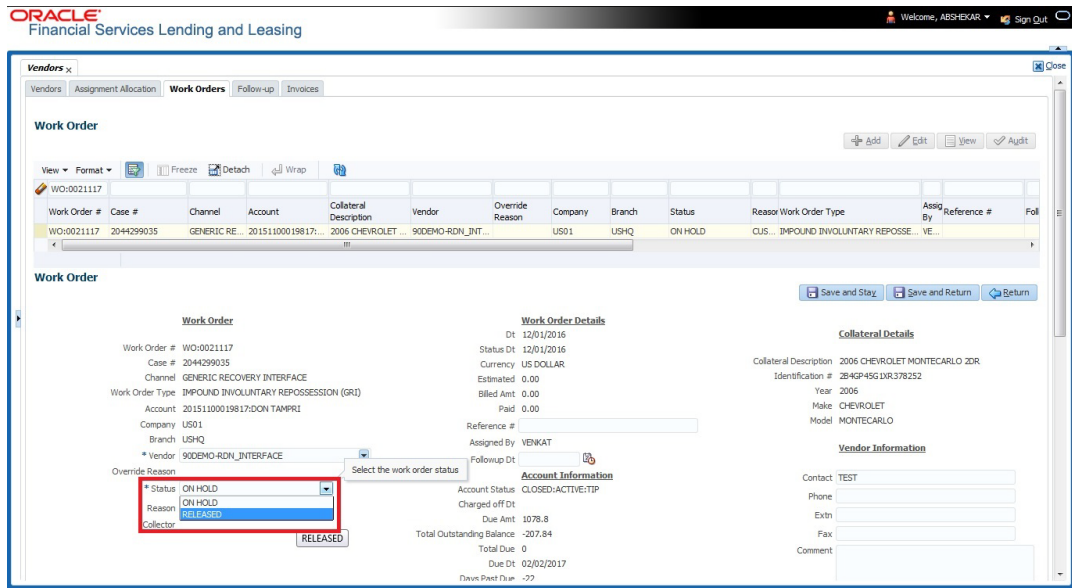 ORACLE'
Financial Services Lending and Leasing
Welcome, ABSHEKAR
Sign Out
Vendors x
Close
Vendors
Assignment Allocation
Work Orders
Follow-up
Invoices
Work Order
Add
Edit
View
Audit
View
Format
Freeze
Detach
Wrap
WO:0021117
Work Order # Case # Channel Account Collateral Description Vendor Override Reason Company Branch Status Reason Work Order Type Assig By Reference # Foll
WO:0021117 2044299035 GENERIC RE... 20151100019817:... 2006 CHEVROLET ... 90DEMO-RDN_INT... US01 USHQ ON HOLD CUS... IMPOUND INVOLUNTARY REPOSSE... VE...
Work Order
Save and Stay
Save and Return
Return
Work Order
Work Order # WO:0021117
Case # 2044299035
Channel GENERIC RECOVERY INTERFACE
Work Order Type IMPOUND INVOLUNTARY REPOSSESSION (GRI)
Account 20151100019817:DON TAMPRI
Company US01
Branch USHQ
* Vendor 90DEMO-RDN_INTERFACE
Override Reason
Select the work order status
* Status ON HOLD
ON HOLD
Reason
RELEASED
Collector
RELEASED
Work Order Details
Dt 12/01/2016
Status Dt 12/01/2016
Currency US DOLLAR
Estimated 0.00
Billed Amt 0.00
Paid 0.00
Reference #
Assigned By VENKAT
Followup Dt
Account Information
Account Status CLOSED:ACTIVE:TIP
Charged off Dt
Due Amt 1078.8
Total Outstanding Balance -207.84
Total Due 0
Due Dt 02/02/2017
Days Past Due -22
Collateral Details
Collateral Description 2006 CHEVROLET MONTECARLO 2DR
Identification # 2B4GP45G1XR378252
Year 2006
Make CHEVROLET
Model MONTECARLO
Vendor Information
Contact TEST
Phone
Extn
Fax
Comment